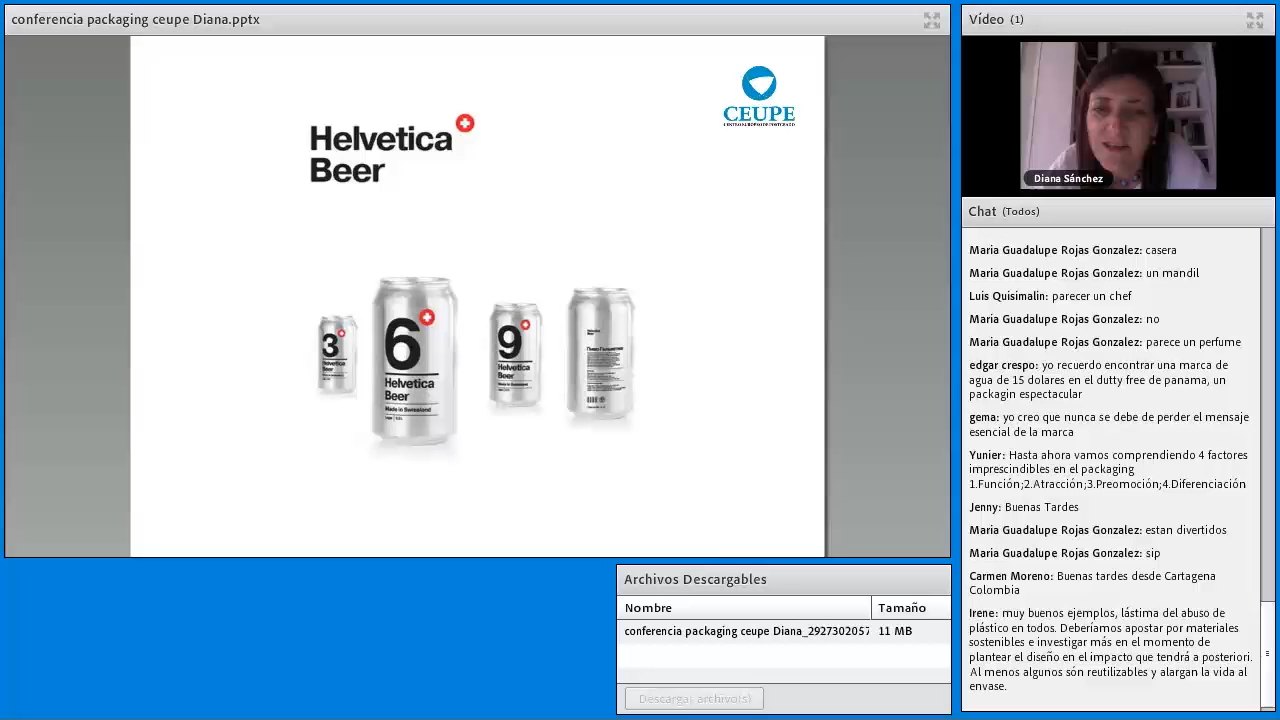 conferencia packaging ceupe Diana.pptx
CEUPE
CENTRO EUROPEO DE POSTGRADO
Helvetica
Beer
3
Helvetica
Beer
6
Helvetica
Beer
9
Helvetica
Beer
Helvetica
Beer
Vídeo (1)
Diana Sánchez
Chat (Todos)
Maria Guadalupe Rojas Gonzalez: casera
Maria Guadalupe Rojas Gonzalez: un mandil
Luis Quisimalin: parecer un chef
Maria Guadalupe Rojas Gonzalez: no
Maria Guadalupe Rojas Gonzalez: parece un perfume
edgar crespo: yo recuerdo encontrar una marca de
agua de 15 dolares en el duty free de panama, un
packagin espectacular
gema: yo creo que nunca se debe de perder el mensaje
esencial de la marca
Yunier: Hasta ahora vamos comprendiendo 4 factores
imprescindibles en el packaging
1.Función;2.Atracción;3.Preomoción;4.Diferenciación
Jenny: Buenas Tardes
Maria Guadalupe Rojas Gonzalez: estan divertidos
Maria Guadalupe Rojas Gonzalez: sip
Carmen Moreno: Buenas tardes desde Cartagena
Colombia
Irene: muy buenos ejemplos, lástima del abuso de
plástico en todos. Deberíamos apostar por materiales
sostenibles e investigar más en el momento de
plantear el diseño en el impacto que tendrá a posteriori.
Al menos algunos són reutilizables y alargan la vida al
envase.
Archivos Descargables
Nombre Tamaño
conferencia packaging ceupe Diana_2927302057 11 MB
Descargar archivo(s)